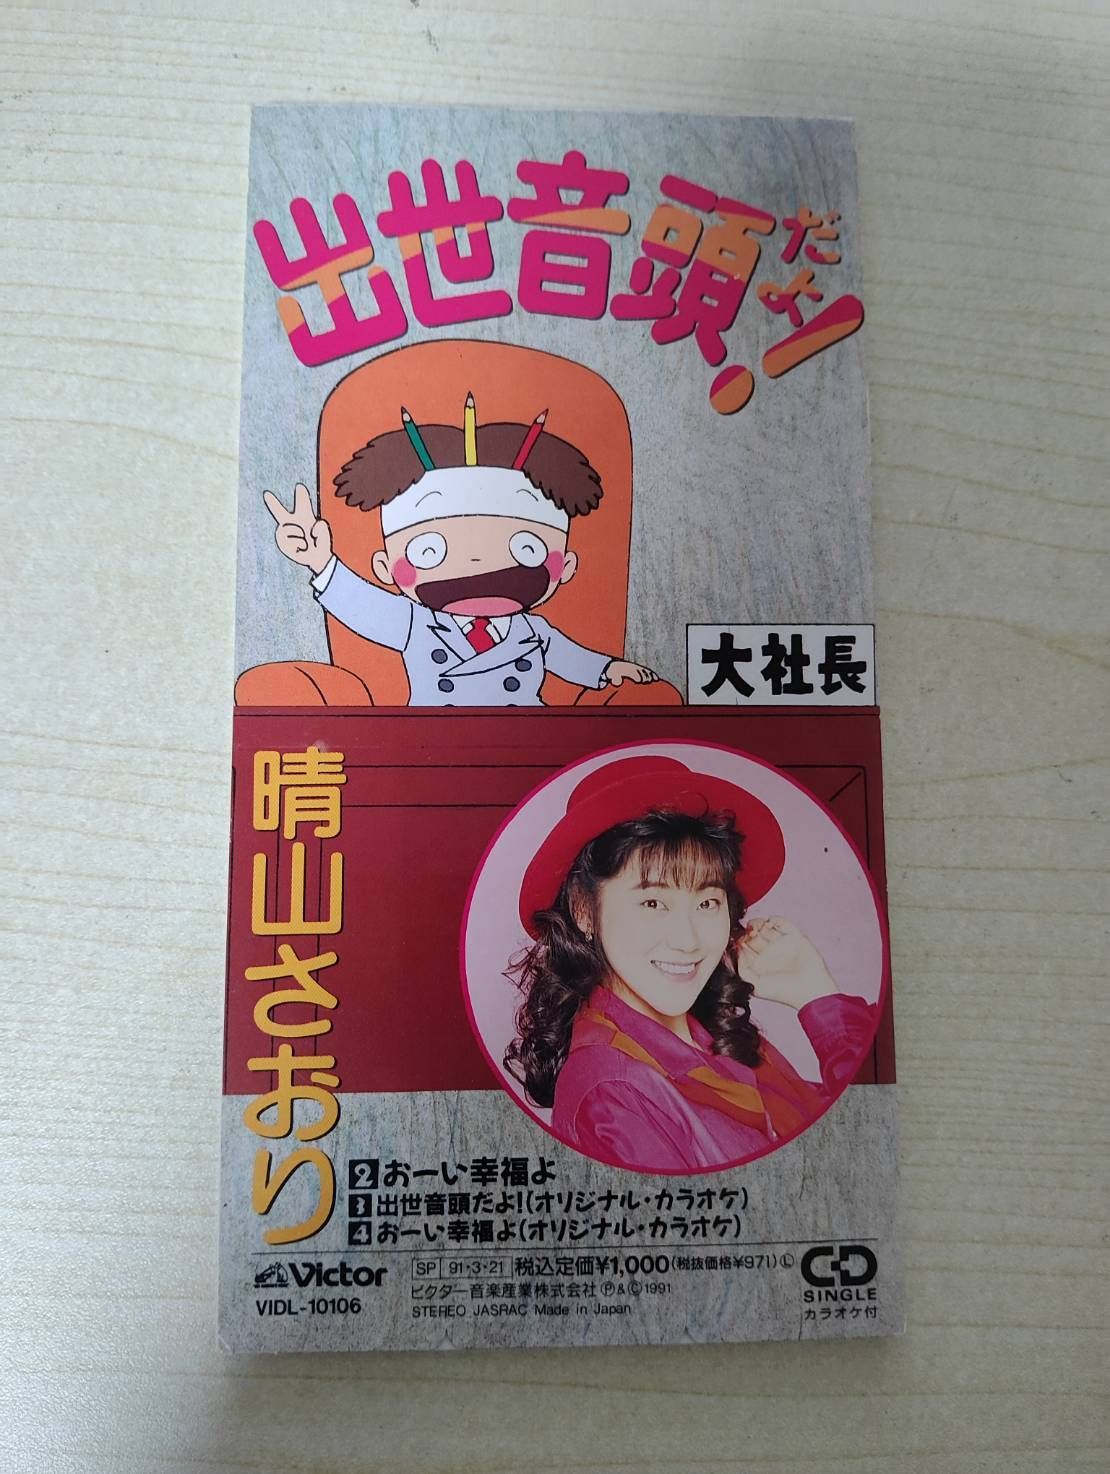 出世音頭だよ!
大社長
晴山さおり
2 おーい幸福よ
3 出世音頭だよ!(オリジナル・カラオケ)
4 おーい幸福よ(オリジナル・カラオケ)
Victor
VIDL-10106
SP 91・3・21 税込定価¥1,000(税抜価格¥971)Ⓛ
ビクター音楽産業株式会社 Ⓟ&Ⓒ1991
STEREO JASRAC Made in Japan
CD
SINGLE
カラオケ付